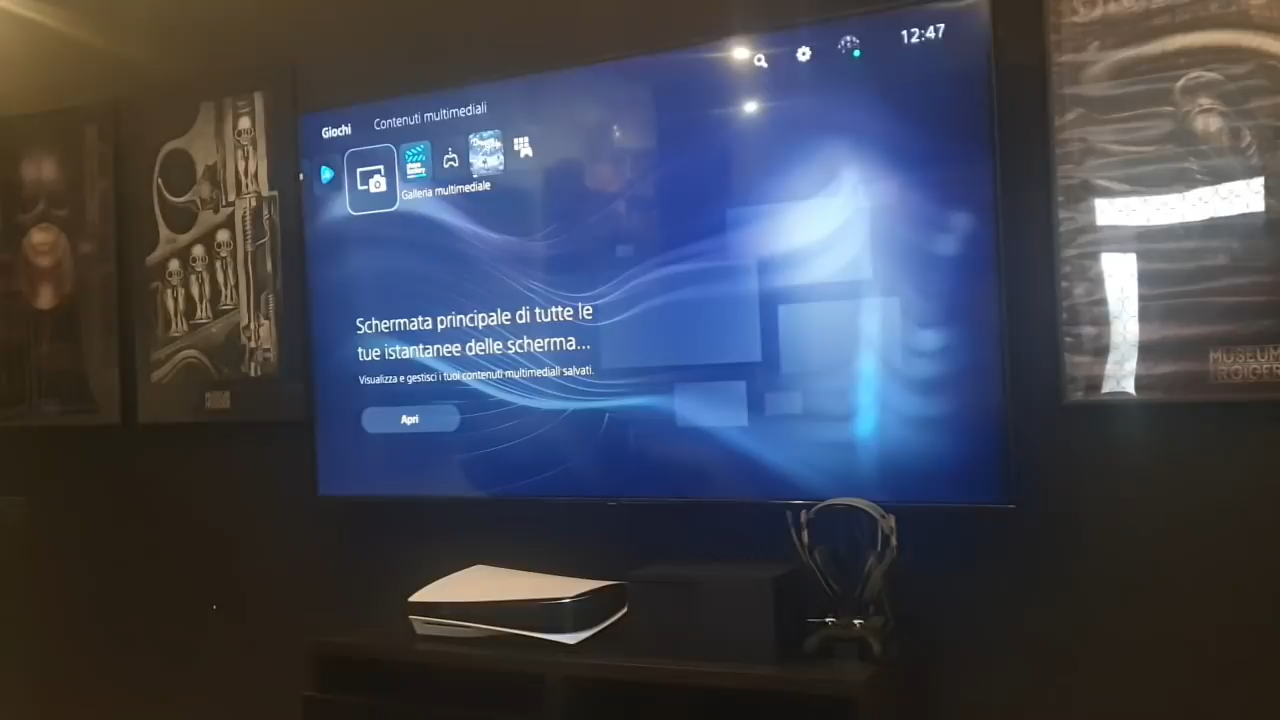 12:47
Giochi
Contenuti multimediali
Galleria multimediale
Schermata principale di tutte le
tue istantanee delle scherma...
Visualizza e gestisci i tuoi contenuti multimediali salvati.
Apri
MUSEUM